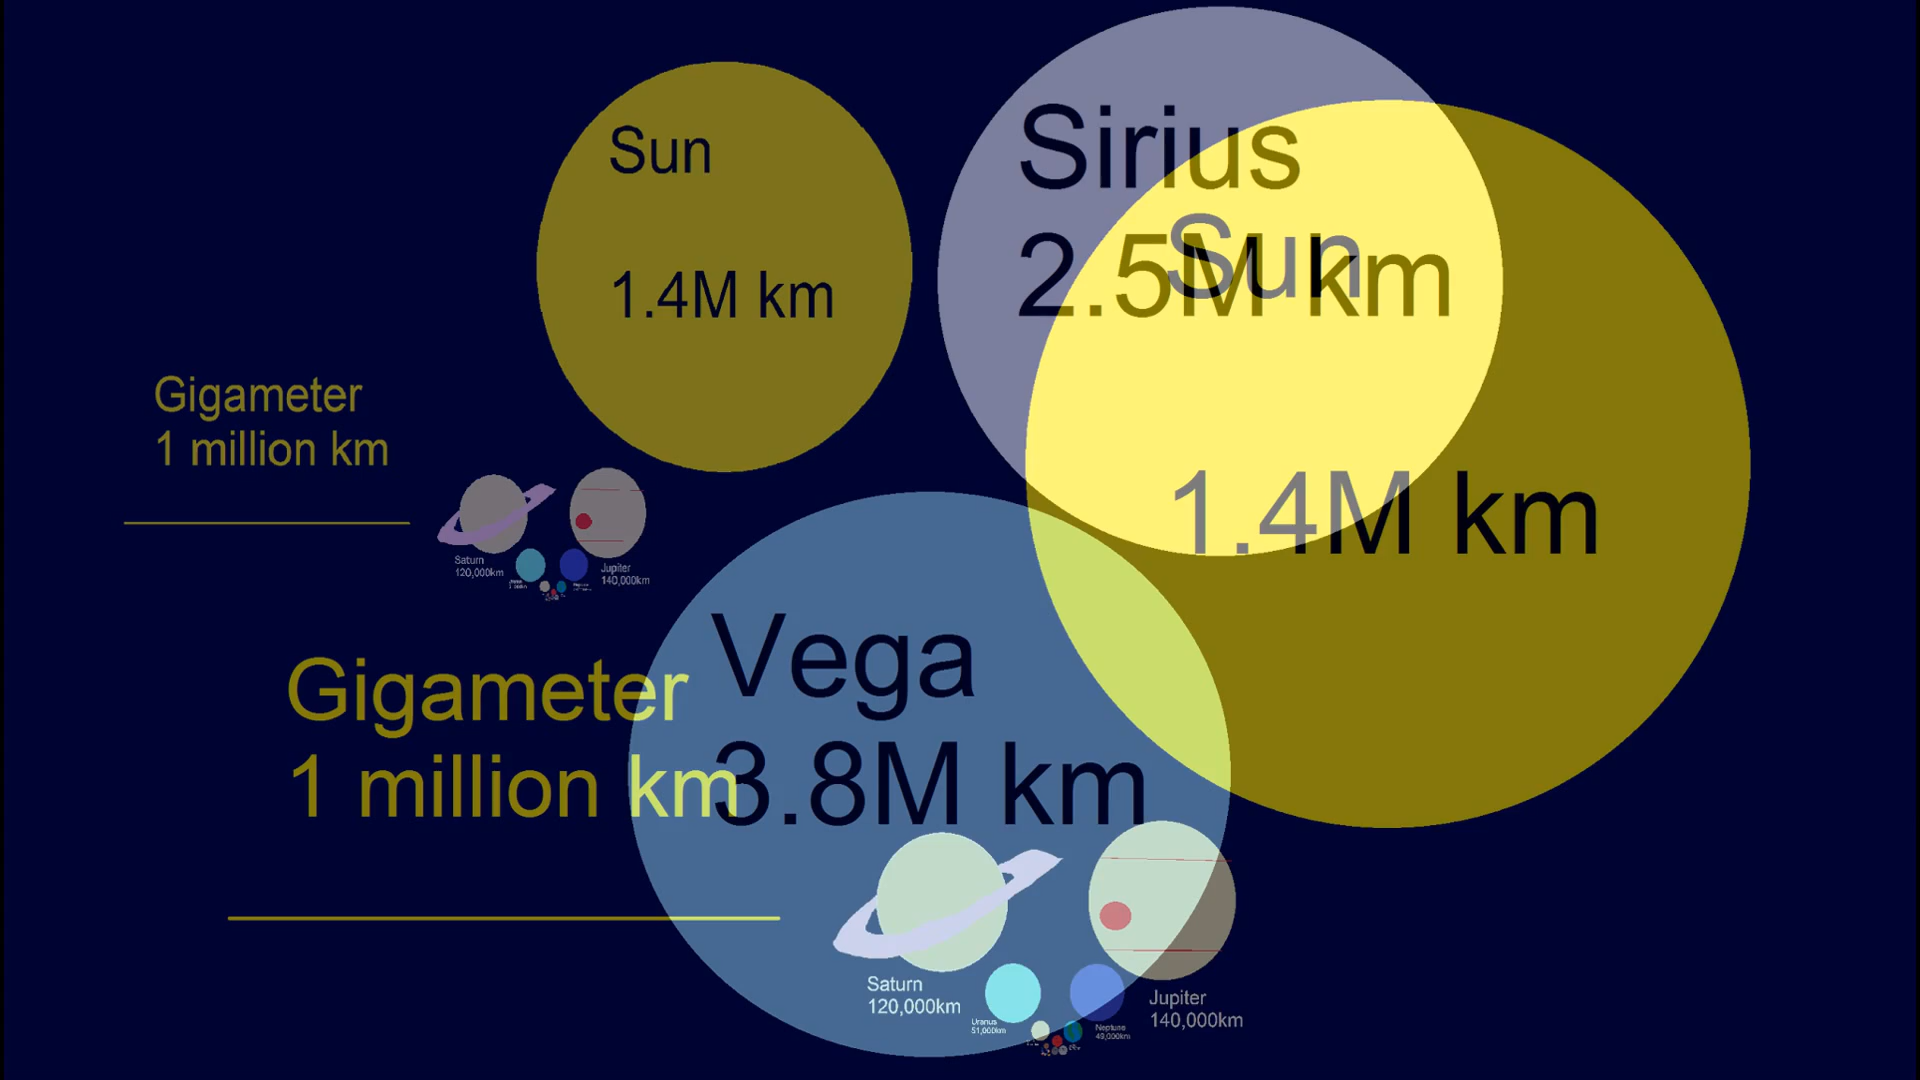 Sun
1.4M km
Sirius
2.5M km
Sun
1.4M km
Gigameter
1 million km
Saturn
120,000km
Jupiter
140,000km
Vega
3.8M km
Gigameter
1 million km
Saturn
120,000km
Uranus
51,000km
Neptune
49,000km
Jupiter
140,000km